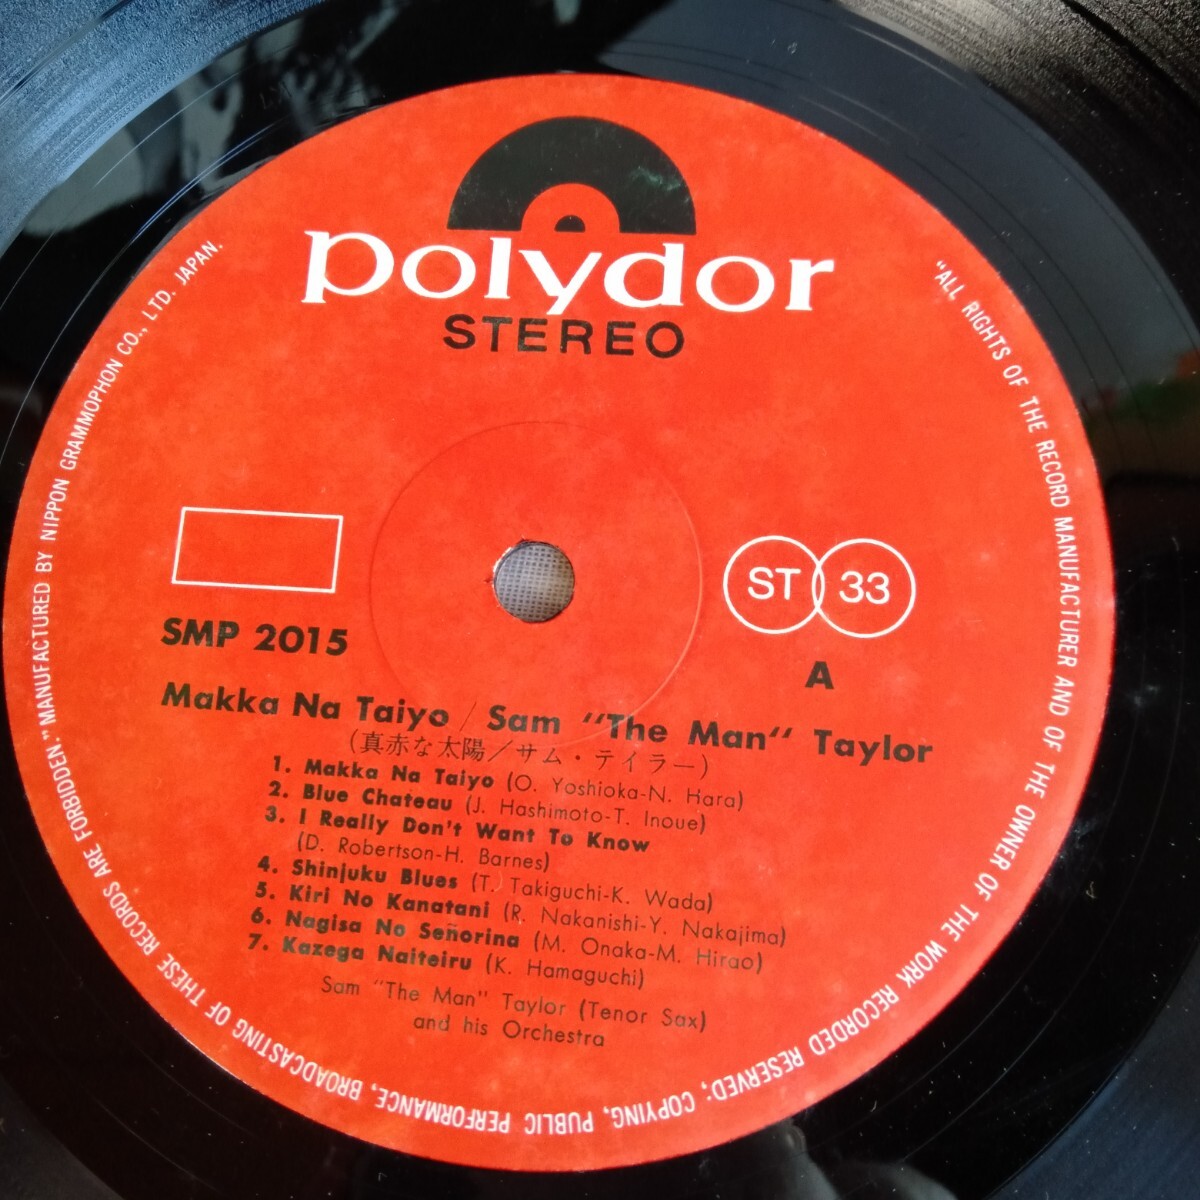 polydor
STEREO
ST 33
SMP 2015
A
Makka Na Taiyo / Sam "The Man" Taylor
(真赤な太陽／サム・テイラー)
1. Makka Na Taiyo (O. Yoshioka-N. Hara)
2. Blue Chateau (J. Hashimoto-T. Inoue)
3. I Really Don't Want To Know
(D. Robertson-H. Barnes)
4. Shinjuku Blues (T. Takiguchi-K. Wada)
5. Kiri No Kanatani (R. Nakanishi-Y. Nakajima)
6. Nagisa No Señorina (M. Onaka-M. Hirao)
7. Kazega Naiteiru (K. Hamaguchi)
Sam "The Man" Taylor (Tenor Sax)
and his Orchestra
"ALL RIGHTS OF THE RECORD MANUFACTURER AND OF THE OWNER OF THE WORK RECORDED RESERVED; COPYING, PUBLIC PERFORMANCE, BROADCASTING OF THESE RECORDS ARE FORBIDDEN." MANUFACTURED BY NIPPON GRAMMOPHON CO., LTD. JAPAN.